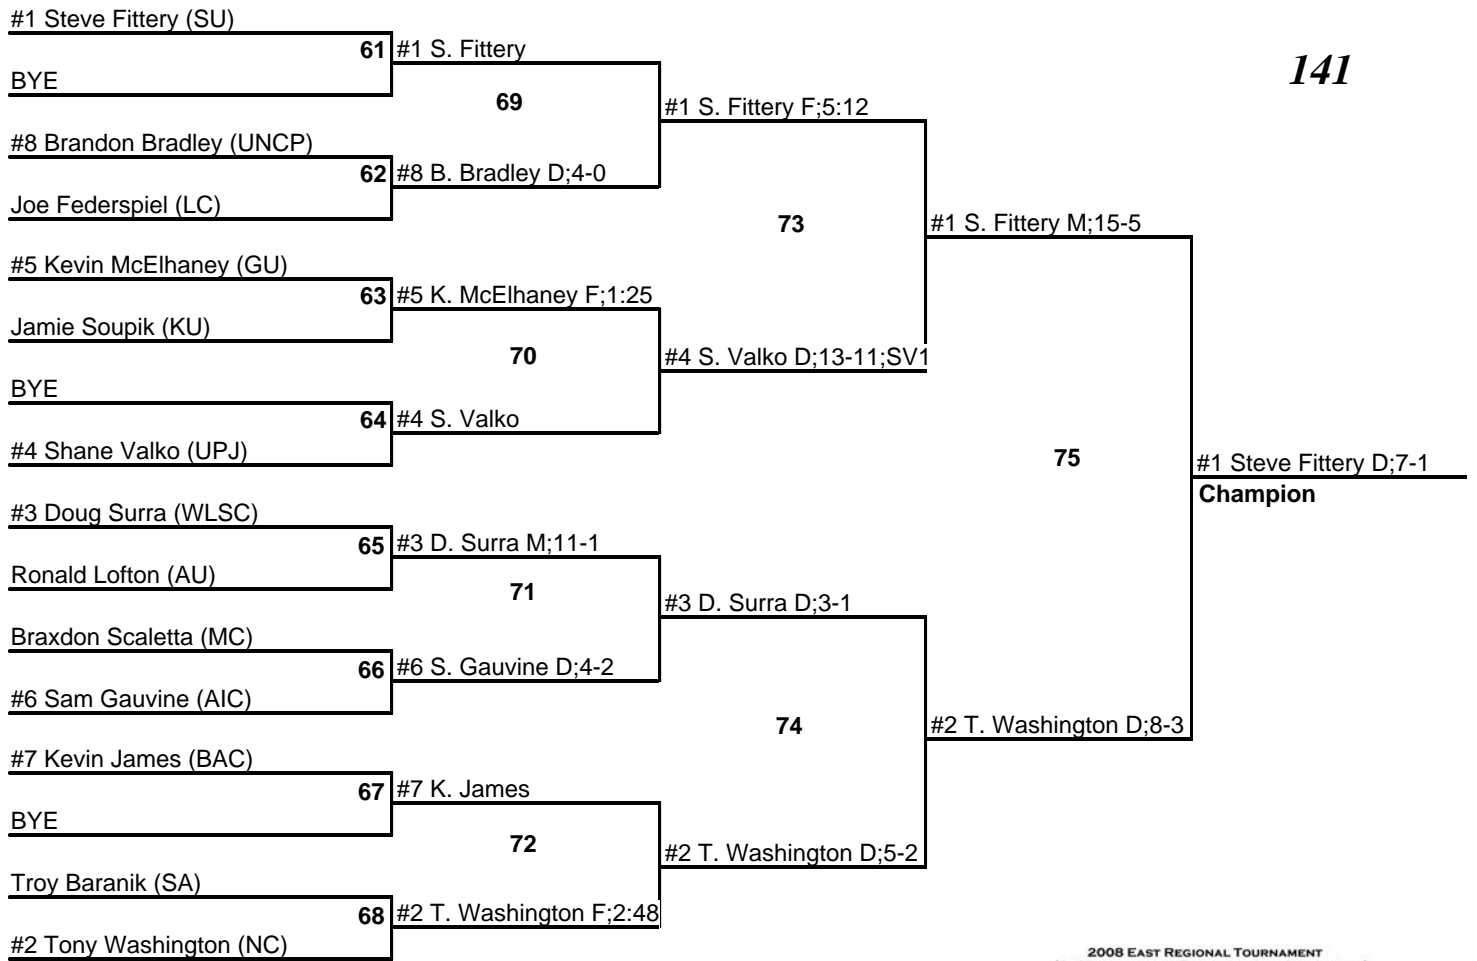 #1 Steve Fittery (SU)
61 #1 S. Fittery
BYE
141
69
#1 S. Fittery F;5:12
#8 Brandon Bradley (UNCP)
62 #8 B. Bradley D;4-0
Joe Federspiel (LC)
73
#1 S. Fittery M;15-5
#5 Kevin McElhaney (GU)
63 #5 K. McElhaney F;1:25
Jamie Soupik (KU)
70
#4 S. Valko D;13-11;SV1
BYE
64 #4 S. Valko
#4 Shane Valko (UPJ)
75
#1 Steve Fittery D;7-1
Champion
#3 Doug Surra (WLSC)
65 #3 D. Surra M;11-1
Ronald Lofton (AU)
71
#3 D. Surra D;3-1
Braxdon Scaletta (MC)
66 #6 S. Gauvine D;4-2
#6 Sam Gauvine (AIC)
74
#2 T. Washington D;8-3
#7 Kevin James (BAC)
67 #7 K. James
BYE
72
#2 T. Washington D;5-2
Troy Baranik (SA)
68 #2 T. Washington F;2:48
#2 Tony Washington (NC)
2008 EAST REGIONAL TOURNAMENT